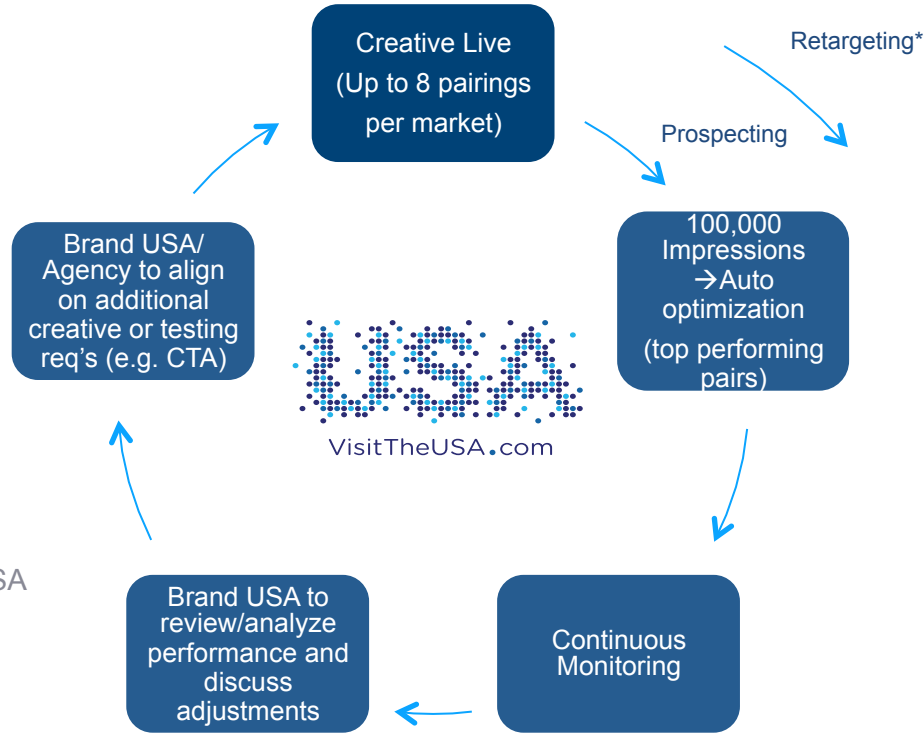 Creative Live
(Up to 8 pairings
per market)
Retargeting*
Prospecting
100,000
Impressions
→Auto
optimization
(top performing
pairs)
Continuous
Monitoring
Brand USA to
review/analyze
performance and
discuss
adjustments
Brand USA/
Agency to align
on additional
creative or testing
req's (e.g. CTA)
USA
VisitTheUSA.com
SA